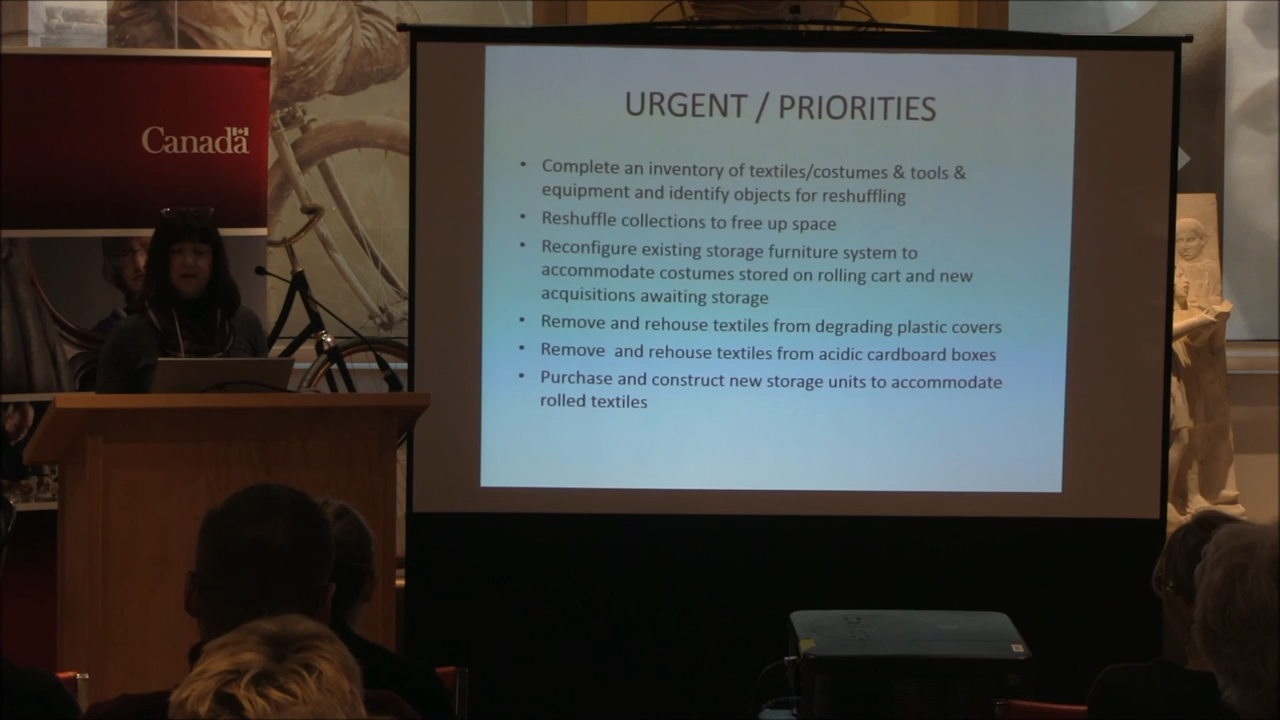 Canada
URGENT / PRIORITIES
• Complete an inventory of textiles/costumes & tools &
equipment and identify objects for reshuffling
• Reshuffle collections to free up space
• Reconfigure existing storage furniture system to
accommodate costumes stored on rolling cart and new
acquisitions awaiting storage
• Remove and rehouse textiles from degrading plastic covers
• Remove  and rehouse textiles from acidic cardboard boxes
• Purchase and construct new storage units to accommodate
rolled textiles